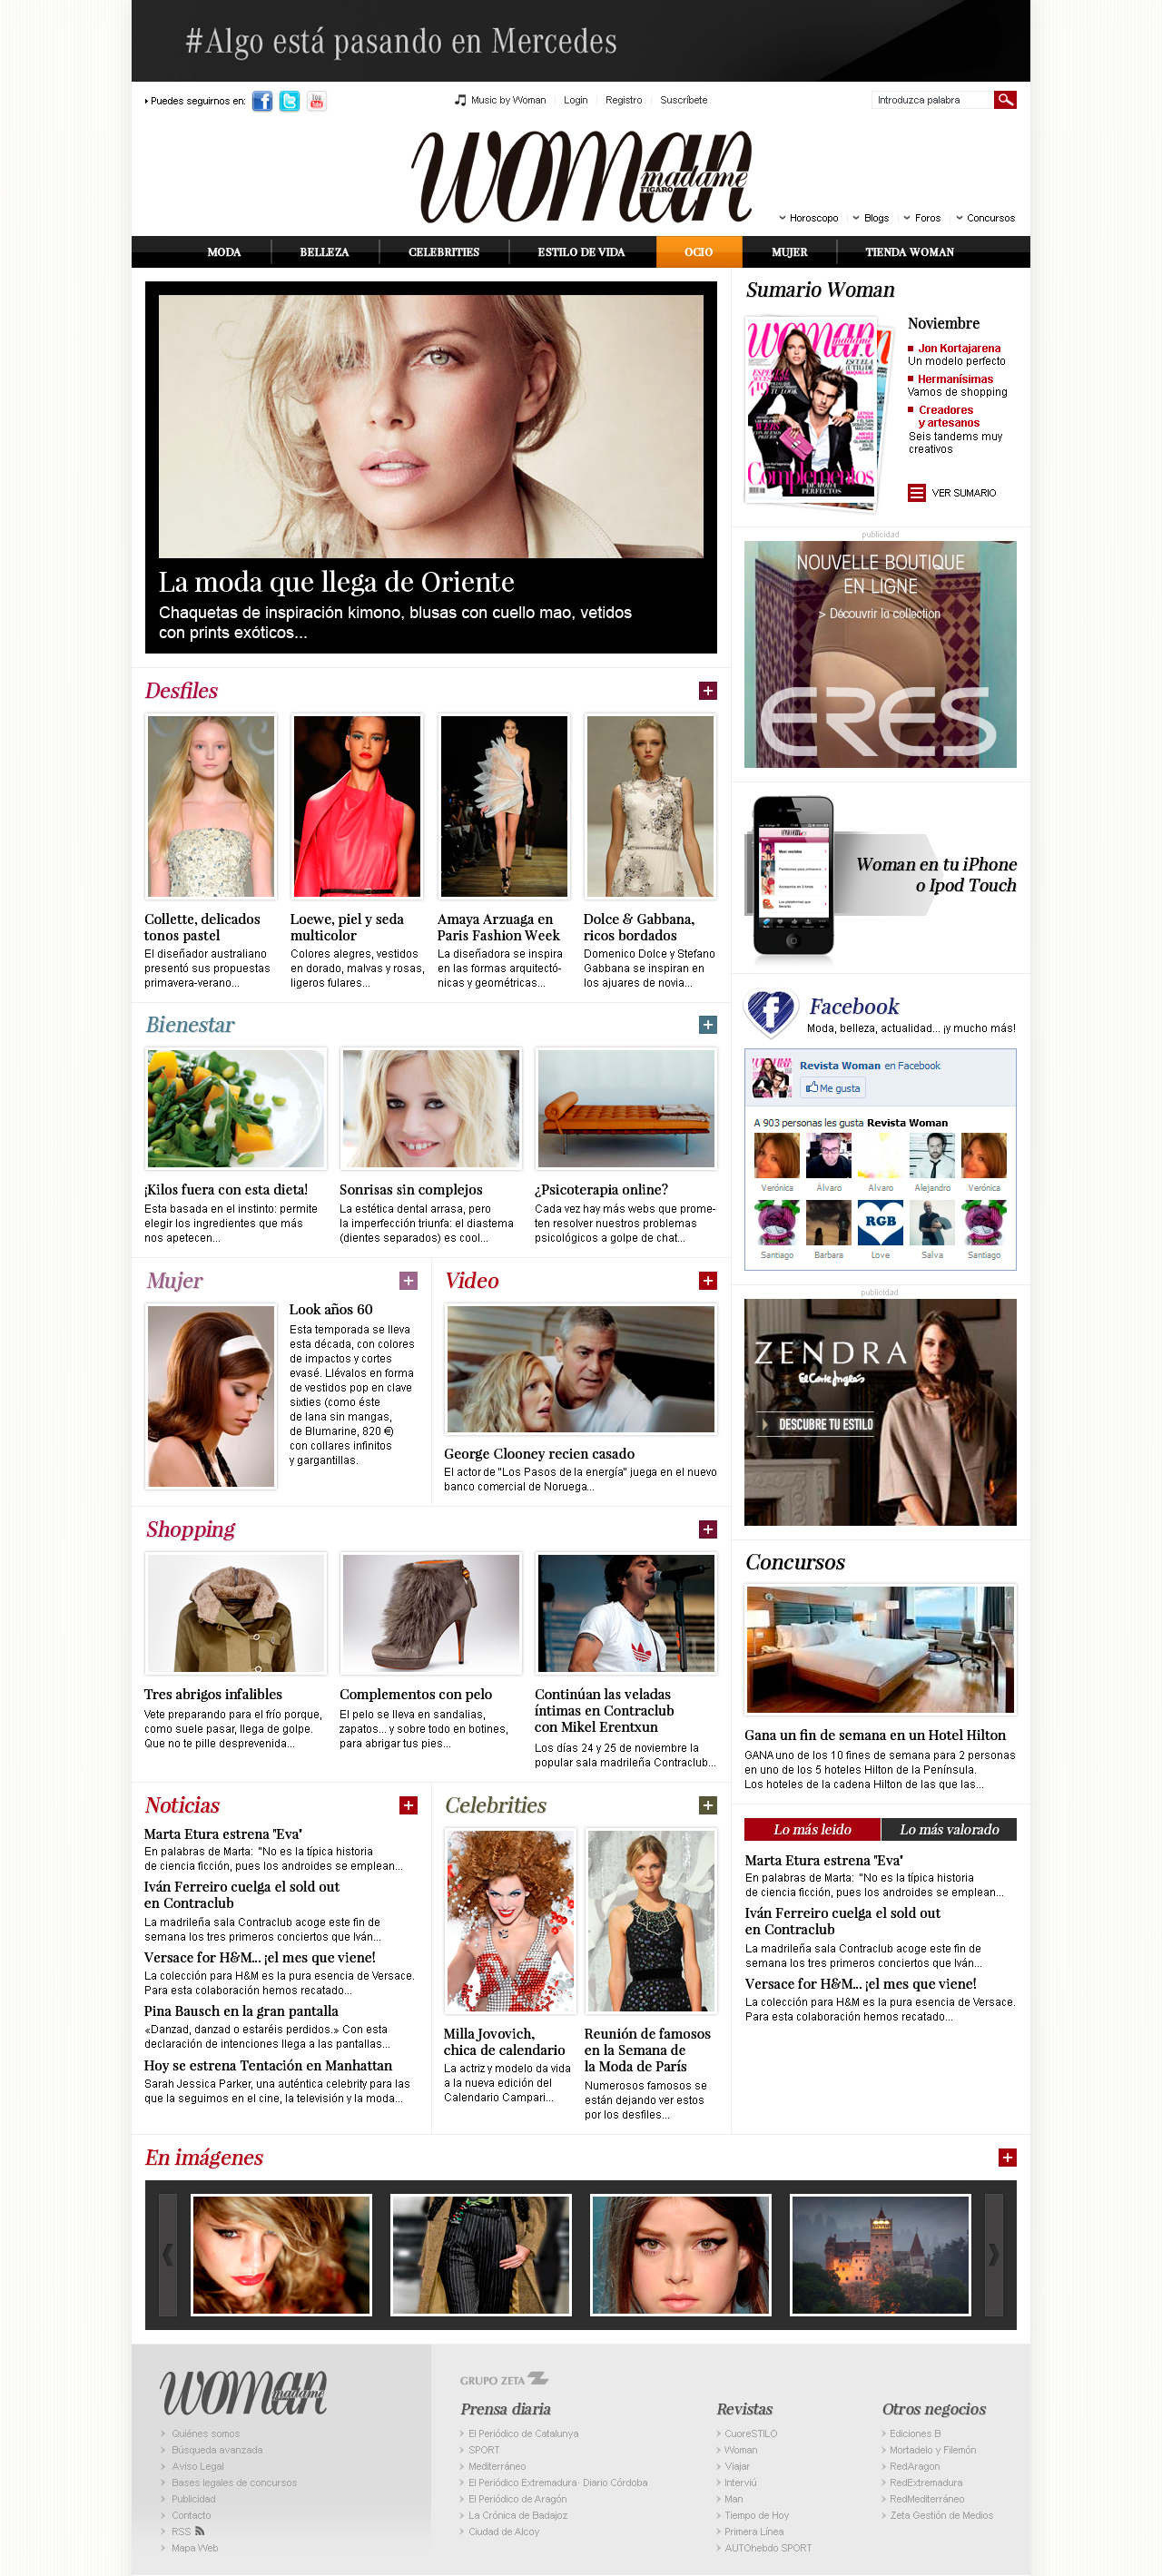 #Algo está pasando en Mercedes
Puedes seguirnos en:
You Tube
Music by Woman
Login
Registro
Suscríbete
Introduzca palabra
woman
madame
FIGARO
Horoscopo
Blogs
Foros
Concursos
MODA
BELLEZA
CELEBRITIES
ESTILO DE VIDA
OCIO
MUJER
TIENDA WOMAN
La moda que llega de Oriente
Chaquetas de inspiración kimono, blusas con cuello mao, vetidos
con prints exóticos...
Sumario Woman
woman
madame
Complementos
DE MODA
PERFECTOS
Noviembre
Jon Kortajarena
Un modelo perfecto
Hermanísimas
Vamos de shopping
Creadores
y artesanos
Seis tandems muy
creativos
VER SUMARIO
publicidad
NOUVELLE BOUTIQUE
EN LIGNE
> Découvrir la collection
ERES
Woman en tu iPhone
o Ipod Touch
Desfiles
Collette, delicados
tonos pastel
El diseñador australiano
presentó sus propuestas
primavera-verano...
Loewe, piel y seda
multicolor
Colores alegres, vestidos
en dorado, malvas y rosas,
ligeros fulares...
Amaya Arzuaga en
Paris Fashion Week
La diseñadora se inspira
en las formas arquitectó-
nicas y geométricas...
Dolce & Gabbana,
ricos bordados
Domenico Dolce y Stefano
Gabbana se inspiran en
los ajuares de novia...
Facebook
Moda, belleza, actualidad... ¡y mucho más!
Revista Woman en Facebook
Me gusta
A 903 personas les gusta Revista Woman
Verónica
Álvaro
Alvaro
Alejandro
Verónica
RGB
Santiago
Barbara
Love
Salva
Santiago
Bienestar
¡Kilos fuera con esta dieta!
Esta basada en el instinto: permite
elegir los ingredientes que más
nos apetecen...
Sonrisas sin complejos
La estética dental arrasa, pero
la imperfección triunfa: el diastema
(dientes separados) es cool...
¿Psicoterapia online?
Cada vez hay más webs que prome-
ten resolver nuestros problemas
psicológicos a golpe de chat...
Mujer
Look años 60
Esta temporada se lleva
esta década, con colores
de impactos y cortes
evasé. Llévalos en forma
de vestidos pop en clave
sixties (como éste
de lana sin mangas,
de Blumarine, 820 €)
con collares infinitos
y gargantillas.
Video
George Clooney recien casado
El actor de "Los Pasos de la energía" juega en el nuevo
banco comercial de Noruega...
publicidad
ZENDRA
El Corte Inglés
DESCUBRE TU ESTILO
Shopping
Tres abrigos infalibles
Vete preparando para el frío porque,
como suele pasar, llega de golpe.
Que no te pille desprevenida...
Complementos con pelo
El pelo se lleva en sandalias,
zapatos... y sobre todo en botines,
para abrigar tus pies...
Continúan las veladas
íntimas en Contraclub
con Mikel Erentxun
Los días 24 y 25 de noviembre la
popular sala madrileña Contraclub...
Concursos
Gana un fin de semana en un Hotel Hilton
GANA uno de los 10 fines de semana para 2 personas
en uno de los 5 hoteles Hilton de la Península.
Los hoteles de la cadena Hilton de las que las...
Noticias
Marta Etura estrena "Eva"
En palabras de Marta: "No es la típica historia
de ciencia ficción, pues los androides se emplean...
Iván Ferreiro cuelga el sold out
en Contraclub
La madrileña sala Contraclub acoge este fin de
semana los tres primeros conciertos que Iván...
Versace for H&M... ¡el mes que viene!
La colección para H&M es la pura esencia de Versace.
Para esta colaboración hemos recatado...
Pina Bausch en la gran pantalla
«Danzad, danzad o estaréis perdidos.» Con esta
declaración de intenciones llega a las pantallas...
Hoy se estrena Tentación en Manhattan
Sarah Jessica Parker, una auténtica celebrity para las
que la seguimos en el cine, la televisión y la moda...
Celebrities
Milla Jovovich,
chica de calendario
La actriz y modelo da vida
a la nueva edición del
Calendario Campari...
Reunión de famosos
en la Semana de
la Moda de París
Numerosos famosos se
están dejando ver estos
por los desfiles...
Lo más leido
Lo más valorado
Marta Etura estrena "Eva"
En palabras de Marta: "No es la típica historia
de ciencia ficción, pues los androides se emplean...
Iván Ferreiro cuelga el sold out
en Contraclub
La madrileña sala Contraclub acoge este fin de
semana los tres primeros conciertos que Iván...
Versace for H&M... ¡el mes que viene!
La colección para H&M es la pura esencia de Versace.
Para esta colaboración hemos recatado...
En imágenes
woman
madame
Quiénes somos
Búsqueda avanzada
Aviso Legal
Bases legales de concursos
Publicidad
Contacto
RSS
Mapa Web
GRUPO ZETA
Prensa diaria
El Periódico de Catalunya
SPORT
Mediterráneo
El Periódico Extremadura· Diario Córdoba
El Periódico de Aragón
La Crónica de Badajoz
Ciudad de Alcoy
Revistas
CuoreSTILO
Woman
Viajar
Interviú
Man
Tiempo de Hoy
Primera Línea
AUTOhebdo SPORT
Otros negocios
Ediciones B
Mortadelo y Filemón
RedAragon
RedExtremadura
RedMediterráneo
Zeta Gestión de Medios